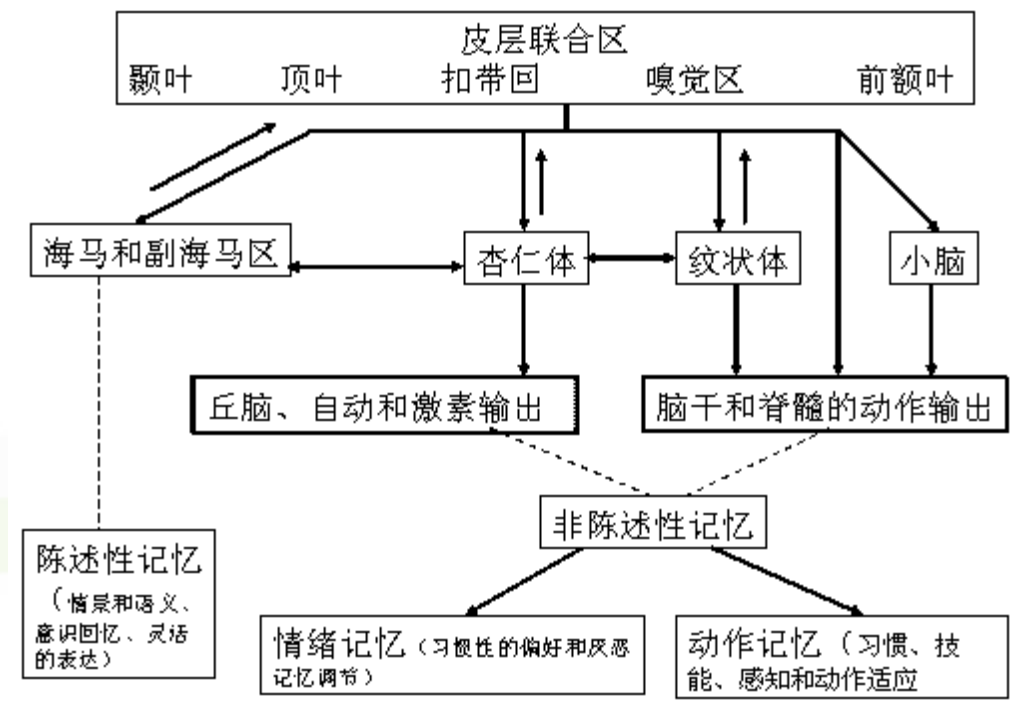 皮层联合区
颞叶 顶叶 扣带回 嗅觉区 前额叶
海马和副海马区
杏仁体
纹状体
小脑
丘脑、自动和激素输出
脑干和脊髓的动作输出
非陈述性记忆
陈述性记忆
（情景和语义、
意识回忆、灵活
的表达）
情绪记忆（习惯性的偏好和厌恶
记忆调节）
动作记忆（习惯、技
能、感知和动作适应